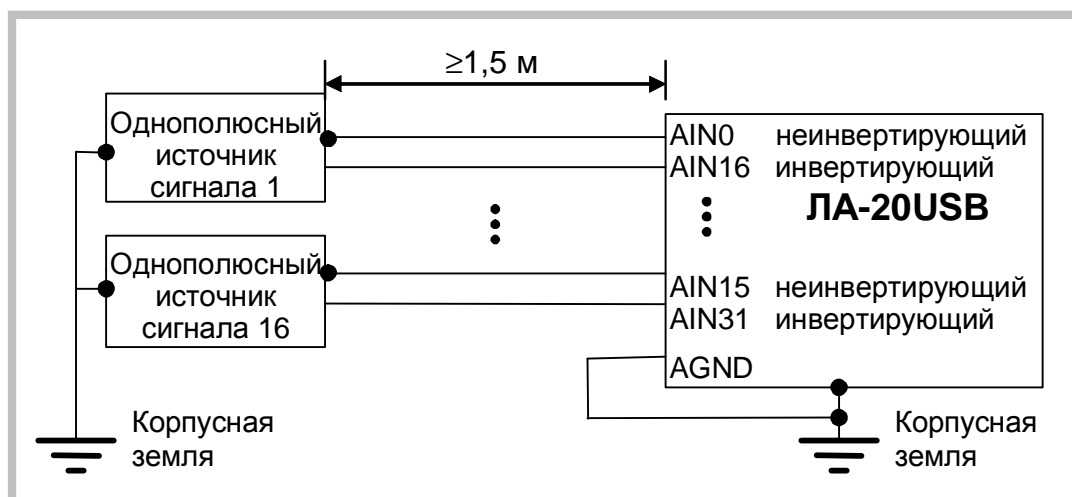 ≥1,5 м
Однополюсный
источник
сигнала 1
AIN0 неинвертирующий
AIN16 инвертирующий
ЛА-20USB
Однополюсный
источник
сигнала 16
AIN15 неинвертирующий
AIN31 инвертирующий
AGND
Корпусная
земля
Корпусная
земля